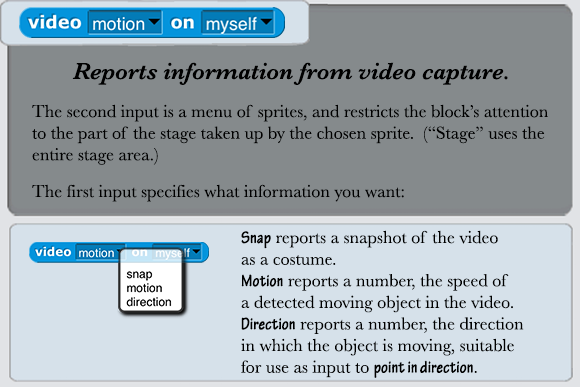 video motion on myself
Reports information from video capture.
The second input is a menu of sprites, and restricts the block's attention
to the part of the stage taken up by the chosen sprite. ("Stage" uses the
entire stage area.)
The first input specifies what information you want:
video motion on myself
snap
motion
direction
Snap reports a snapshot of the video
as a costume.
Motion reports a number, the speed of
a detected moving object in the video.
Direction reports a number, the direction
in which the object is moving, suitable
for use as input to point in direction.